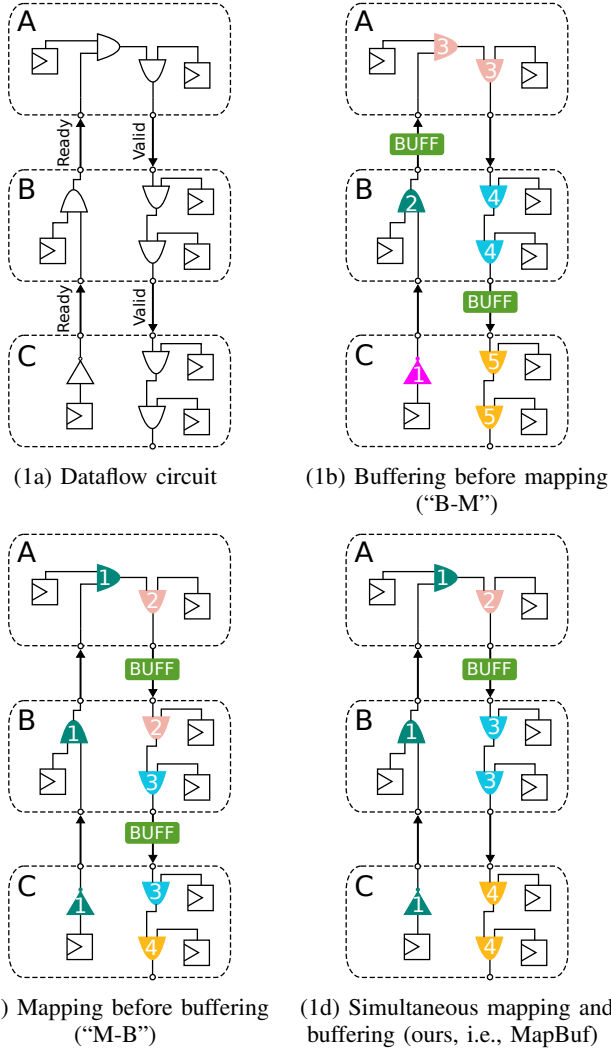 A
Ready
Valid
B
Ready
Valid
C
(1a) Dataflow circuit
A
3
3
BUFF
B
2
4
4
BUFF
C
1
5
5
(1b) Buffering before mapping
(“B-M”)
A
1
2
BUFF
B
1
2
3
BUFF
C
1
3
4
) Mapping before buffering
(“M-B”)
A
1
2
BUFF
B
1
3
3
C
1
4
4
(1d) Simultaneous mapping and
buffering (ours, i.e., MapBuf)